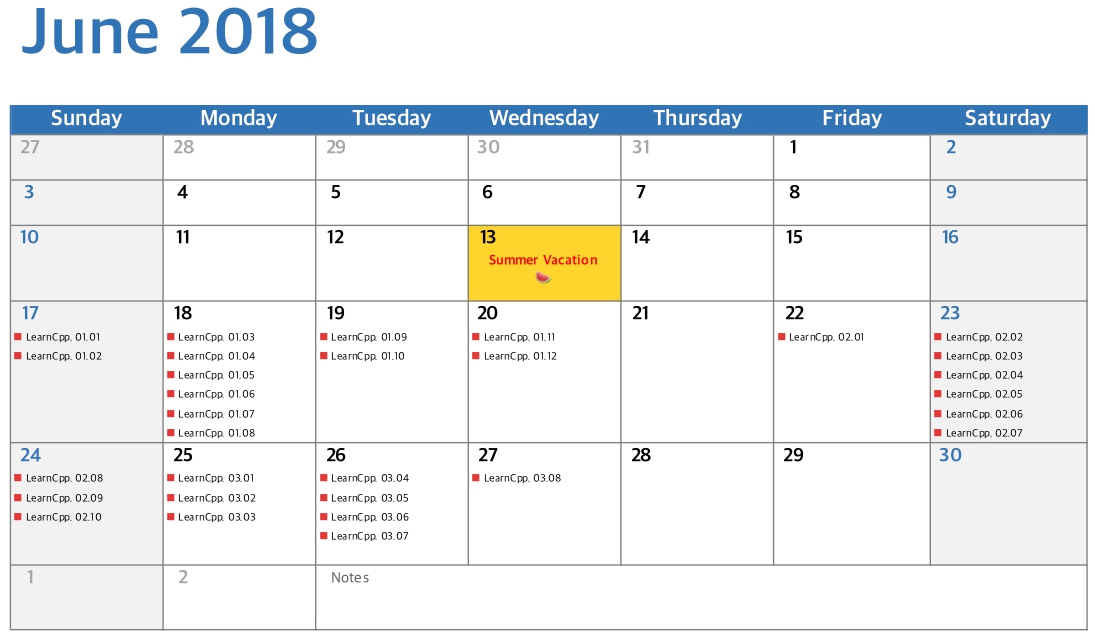 June 2018
Sunday Monday Tuesday Wednesday Thursday Friday Saturday
27 28 29 30 31 1 2
3 4 5 6 7 8 9
10 11 12 13 14 15 16
Summer Vacation
17 18 19 20 21 22 23
LearnCpp. 01.01 LearnCpp. 01.03 LearnCpp. 01.09 LearnCpp. 01.11 LearnCpp. 02.01 LearnCpp. 02.02
LearnCpp. 01.02 LearnCpp. 01.04 LearnCpp. 01.10 LearnCpp. 01.12 LearnCpp. 02.03
LearnCpp. 01.05 LearnCpp. 02.04
LearnCpp. 01.06 LearnCpp. 02.05
LearnCpp. 01.07 LearnCpp. 02.06
LearnCpp. 01.08 LearnCpp. 02.07
24 25 26 27 28 29 30
LearnCpp. 02.08 LearnCpp. 03.01 LearnCpp. 03.04 LearnCpp. 03.08
LearnCpp. 02.09 LearnCpp. 03.02 LearnCpp. 03.05
LearnCpp. 02.10 LearnCpp. 03.03 LearnCpp. 03.06
LearnCpp. 03.07
1 2 Notes